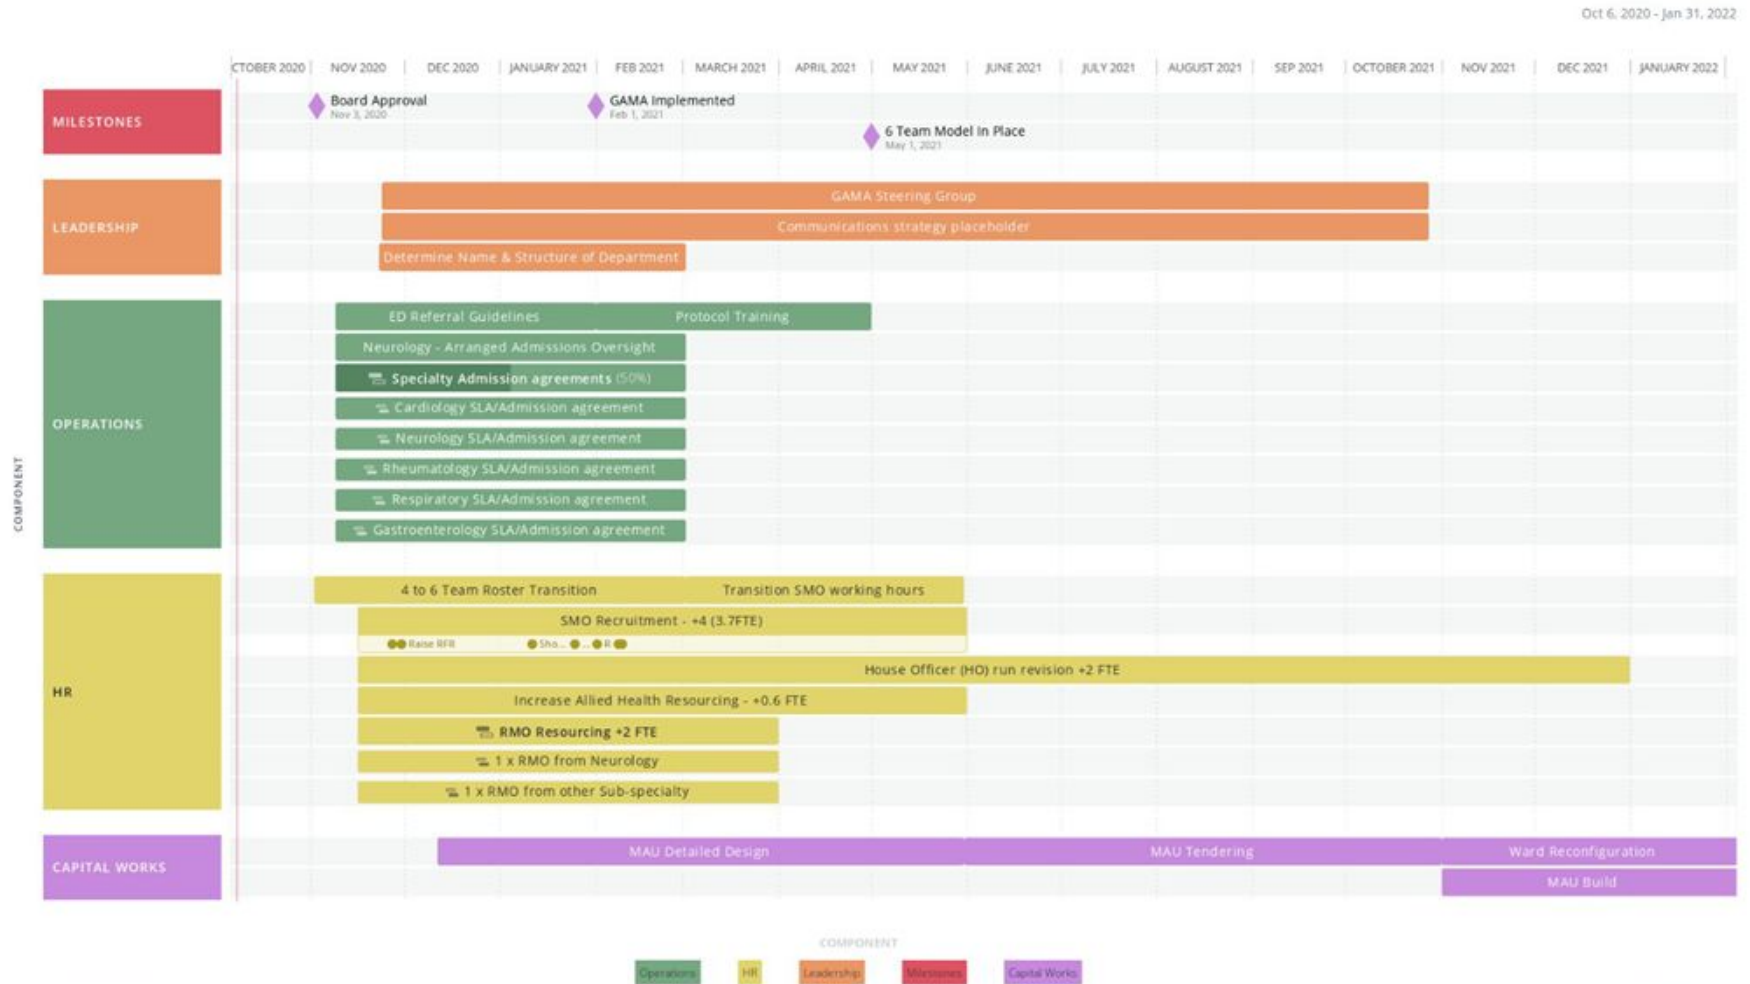 Oct 6, 2020 - Jan 31, 2022
CTOBER 2020 NOV 2020 DEC 2020 JANUARY 2021 FEB 2021 MARCH 2021 APRIL 2021 MAY 2021 JUNE 2021 JULY 2021 AUGUST 2021 SEP 2021 OCTOBER 2021 NOV 2021 DEC 2021 JANUARY 2022
COMPONENT
MILESTONES
Board Approval
Nov 3, 2020
GAMA Implemented
Feb 1, 2021
6 Team Model In Place
May 1, 2021
LEADERSHIP
GAMA Steering Group
Communications strategy placeholder
Determine Name & Structure of Department
OPERATIONS
ED Referral Guidelines
Protocol Training
Neurology - Arranged Admissions Oversight
Specialty Admission agreements (50%)
Cardiology SLA/Admission agreement
Neurology SLA/Admission agreement
Rheumatology SLA/Admission agreement
Respiratory SLA/Admission agreement
Gastroenterology SLA/Admission agreement
HR
4 to 6 Team Roster Transition
Transition SMO working hours
SMO Recruitment - +4 (3.7FTE)
Raise RFR Sho... ... R
House Officer (HO) run revision +2 FTE
Increase Allied Health Resourcing - +0.6 FTE
RMO Resourcing +2 FTE
1 x RMO from Neurology
1 x RMO from other Sub-specialty
CAPITAL WORKS
MAU Detailed Design
MAU Tendering
Ward Reconfiguration
MAU Build
COMPONENT
Operations HR Leadership Milestones Capital Works